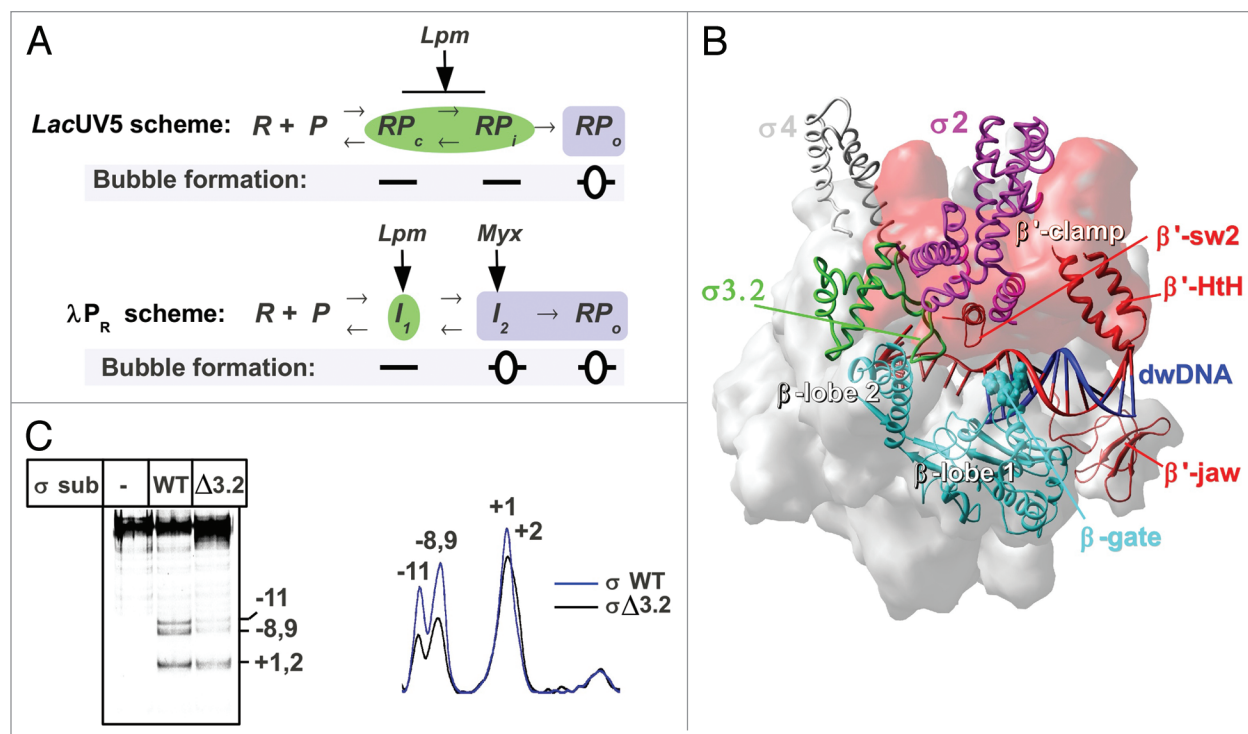 A
Lpm
LacUV5 scheme: R + P → ← RPc → ← RPi → RPo
Bubble formation:
Lpm Myx
λPR scheme: R + P → ← I1 → ← I2 → RPo
Bubble formation:
B
σ4
σ2
β'-clamp
β'-sw2
β'-HtH
σ3.2
dwDNA
β-lobe 2
β-lobe 1
β'-jaw
β-gate
C
σ sub - WT Δ3.2
-11
-8,9
+1,2
+1
+2
-8,9
-11
σ WT
σΔ3.2